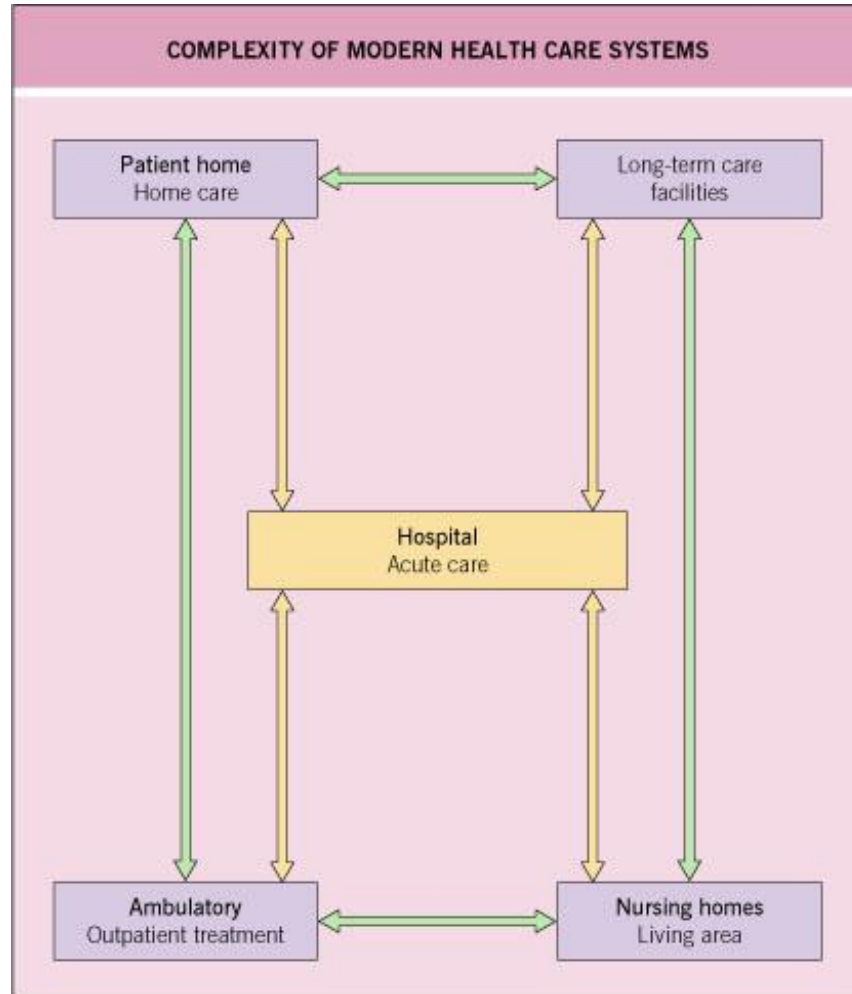 COMPLEXITY OF MODERN HEALTH CARE SYSTEMS
Patient home
Home care
Long-term care
facilities
Hospital
Acute care
Ambulatory
Outpatient treatment
Nursing homes
Living area